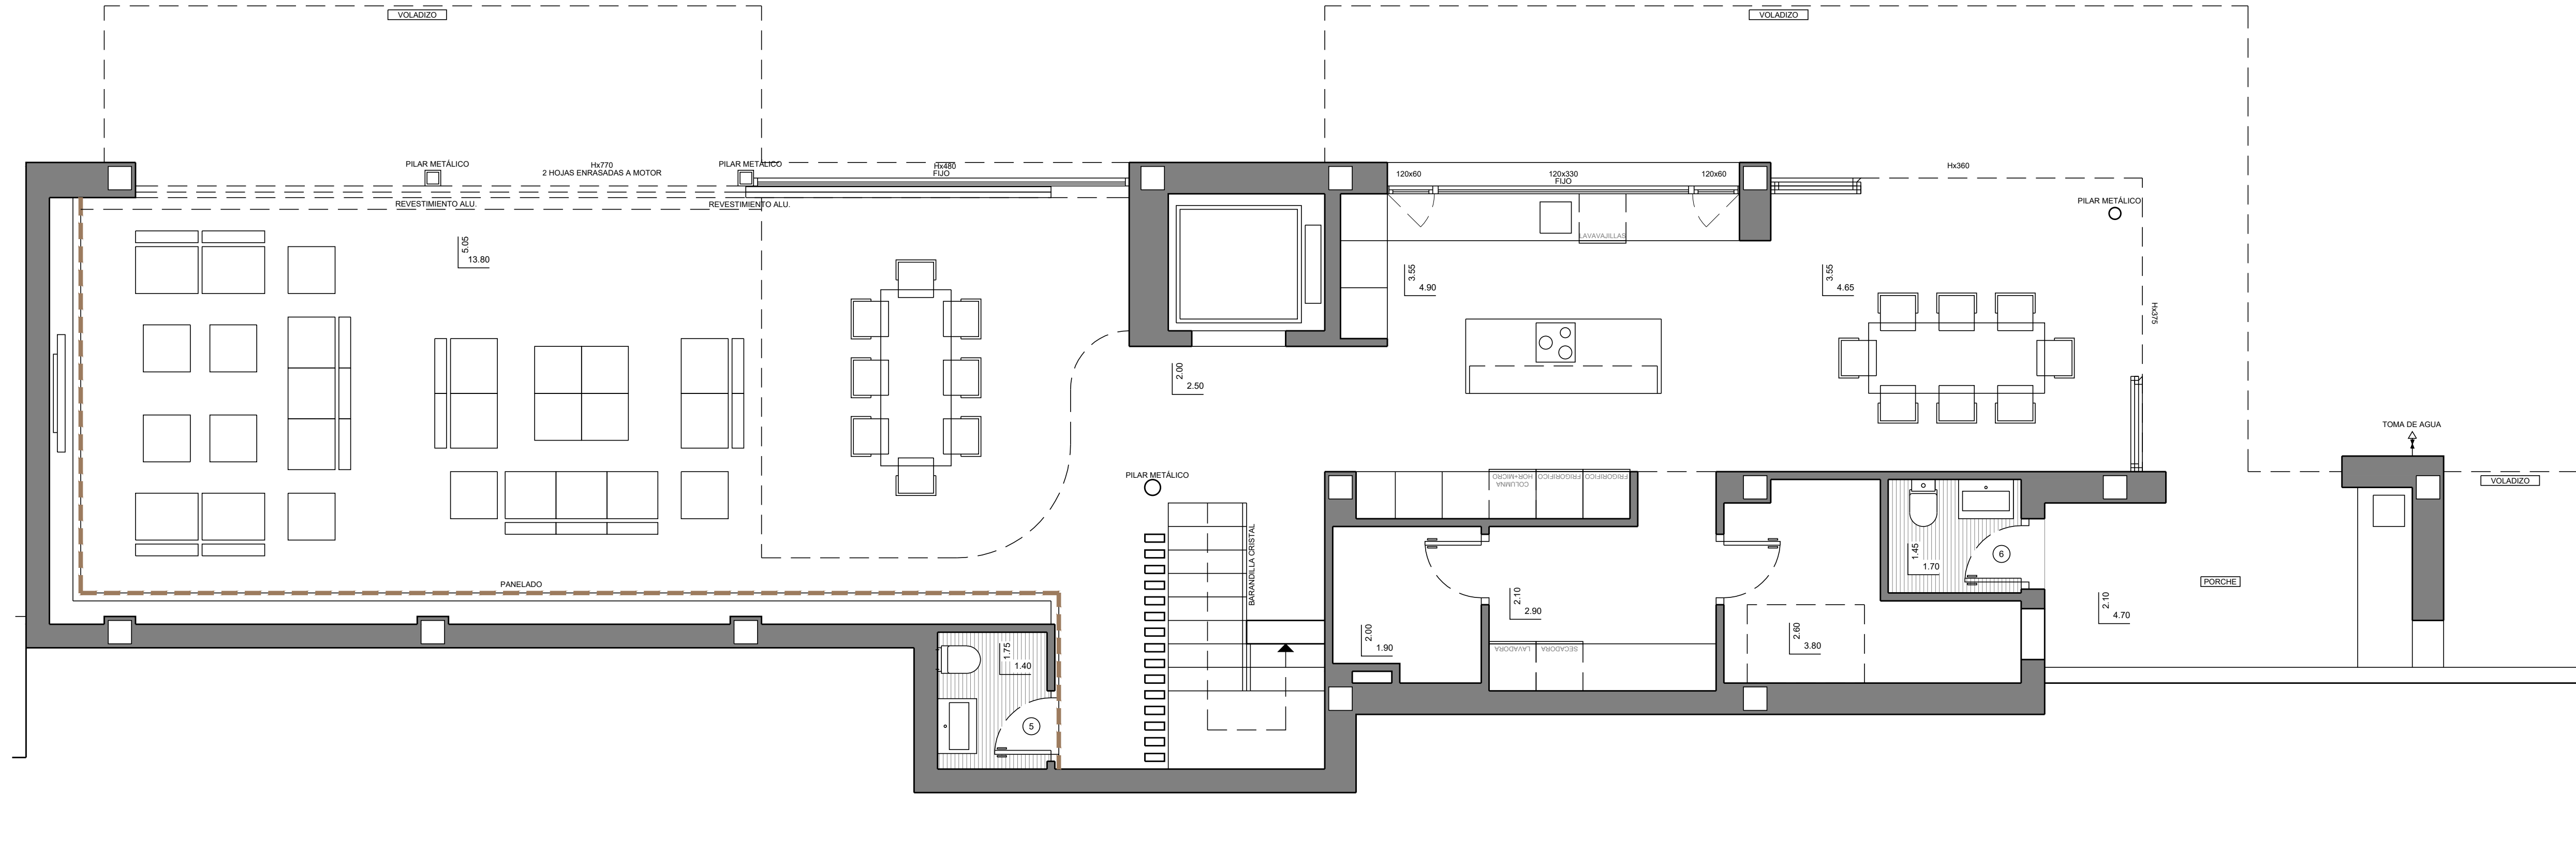 VOLADIZO
VOLADIZO
PILAR METÁLICO
Hx770
2 HOJAS ENRASADAS A MOTOR
PILAR METÁLICO
Hx480
FIJO
120x60
120x330
FIJO
120x60
Hx360
REVESTIMIENTO ALU.
REVESTIMIENTO ALU.
PILAR METÁLICO
LAVAVAJILLAS
5.05
13.80
3.55
4.90
3.55
4.65
Hx375
2.00
2.50
TOMA DE AGUA
PILAR METÁLICO
COLUMNA
HOR+MICRO
FRIGORIFICO
FRIGORIFICO
VOLADIZO
BARANDILLA CRISTAL
1.45
1.70
6
PANELADO
PORCHE
2.10
2.90
2.10
4.70
2.00
1.90
2.60
3.80
LAVADORA
SECADORA
1.75
1.40
5